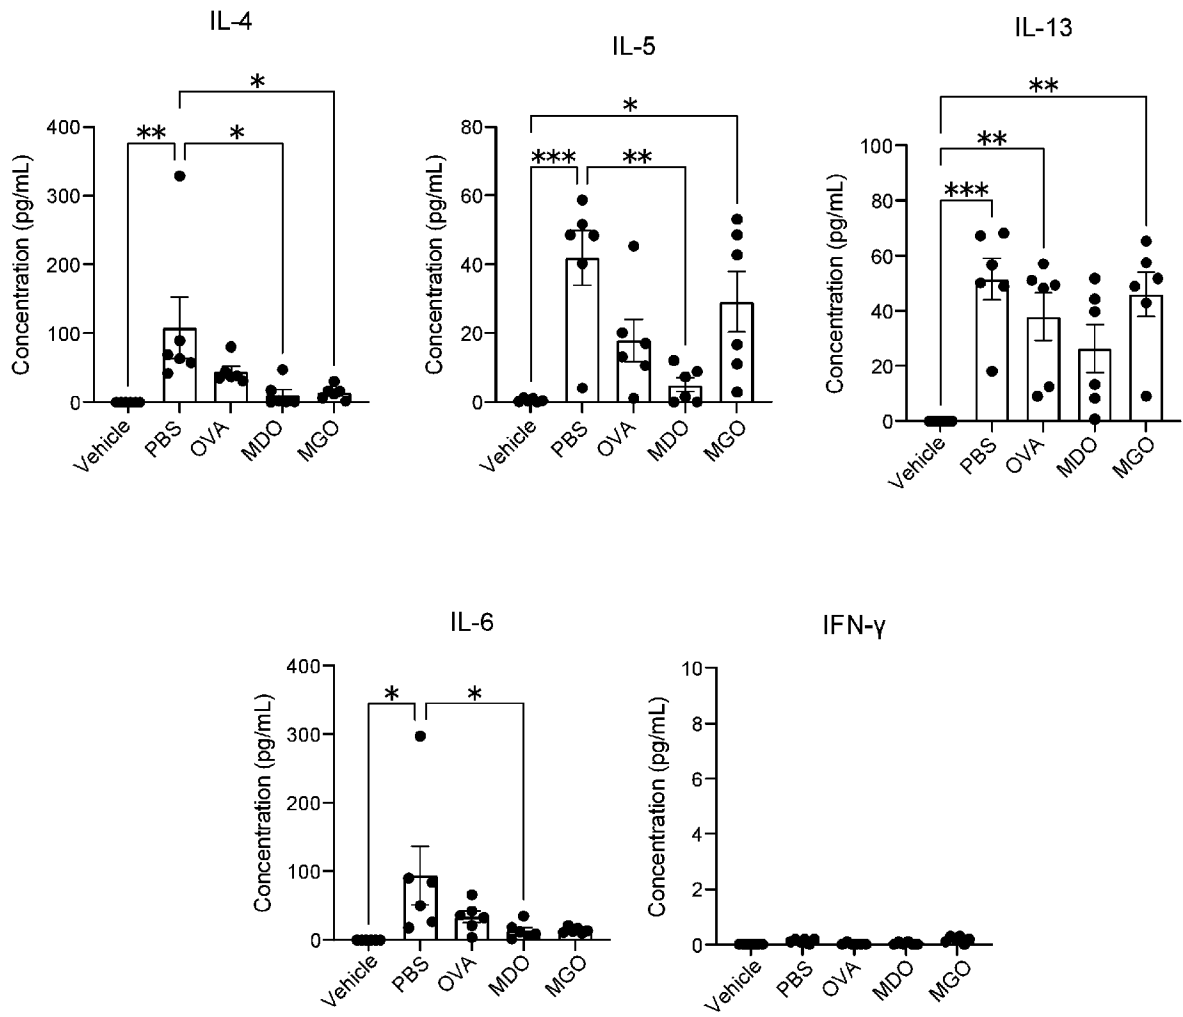 IL-4
*
** *
Concentration (pg/mL)
400
300
200
100
0
Vehicle PBS OVA MDO MGO
IL-5
*
*** **
Concentration (pg/mL)
80
60
40
20
0
Vehicle PBS OVA MDO MGO
IL-13
**
**
***
Concentration (pg/mL)
100
80
60
40
20
0
Vehicle PBS OVA MDO MGO
IL-6
* *
Concentration (pg/mL)
400
300
200
100
0
Vehicle PBS OVA MDO MGO
IFN-γ
Concentration (pg/mL)
10
8
6
4
2
0
Vehicle PBS OVA MDO MGO